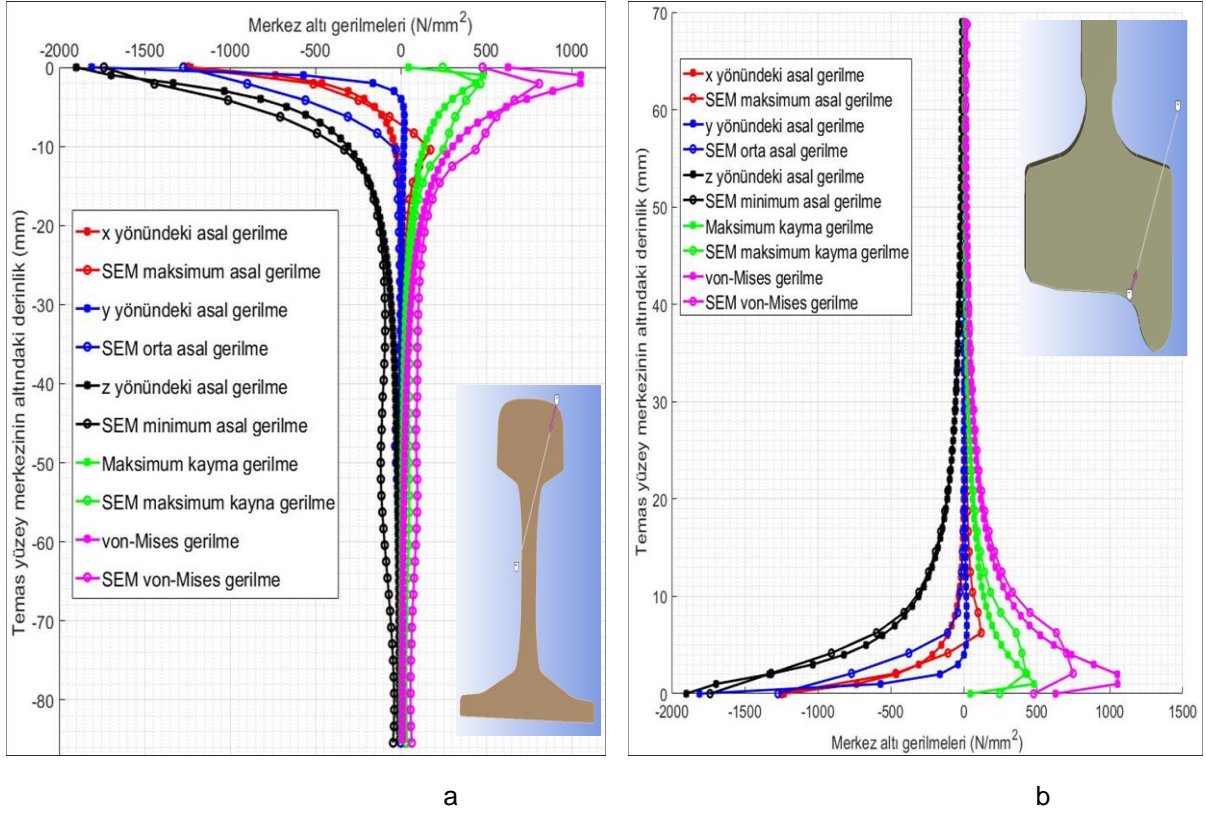 Merkez altı gerilmeleri (N/mm²)
-2000 -1500 -1000 -500 0 500 1000
0
-10
-20
-30
-40
-50
-60
-70
-80
Temas yüzey merkezinin altındaki derinlik (mm)
x yönündeki asal gerilme
SEM maksimum asal gerilme
y yönündeki asal gerilme
SEM orta asal gerilme
z yönündeki asal gerilme
SEM minimum asal gerilme
Maksimum kayma gerilme
SEM maksimum kayna gerilme
von-Mises gerilme
SEM von-Mises gerilme
a
70
60
50
40
30
20
10
0
Temas yüzey merkezinin altındaki derinlik (mm)
x yönündeki asal gerilme
SEM maksimum asal gerilme
y yönündeki asal gerilme
SEM orta asal gerilme
z yönündeki asal gerilme
SEM minimum asal gerilme
Maksimum kayma gerilme
SEM maksimum kayma gerilme
von-Mises gerilme
SEM von-Mises gerilme
-2000 -1500 -1000 -500 0 500 1000 1500
Merkez altı gerilmeleri (N/mm²)
b